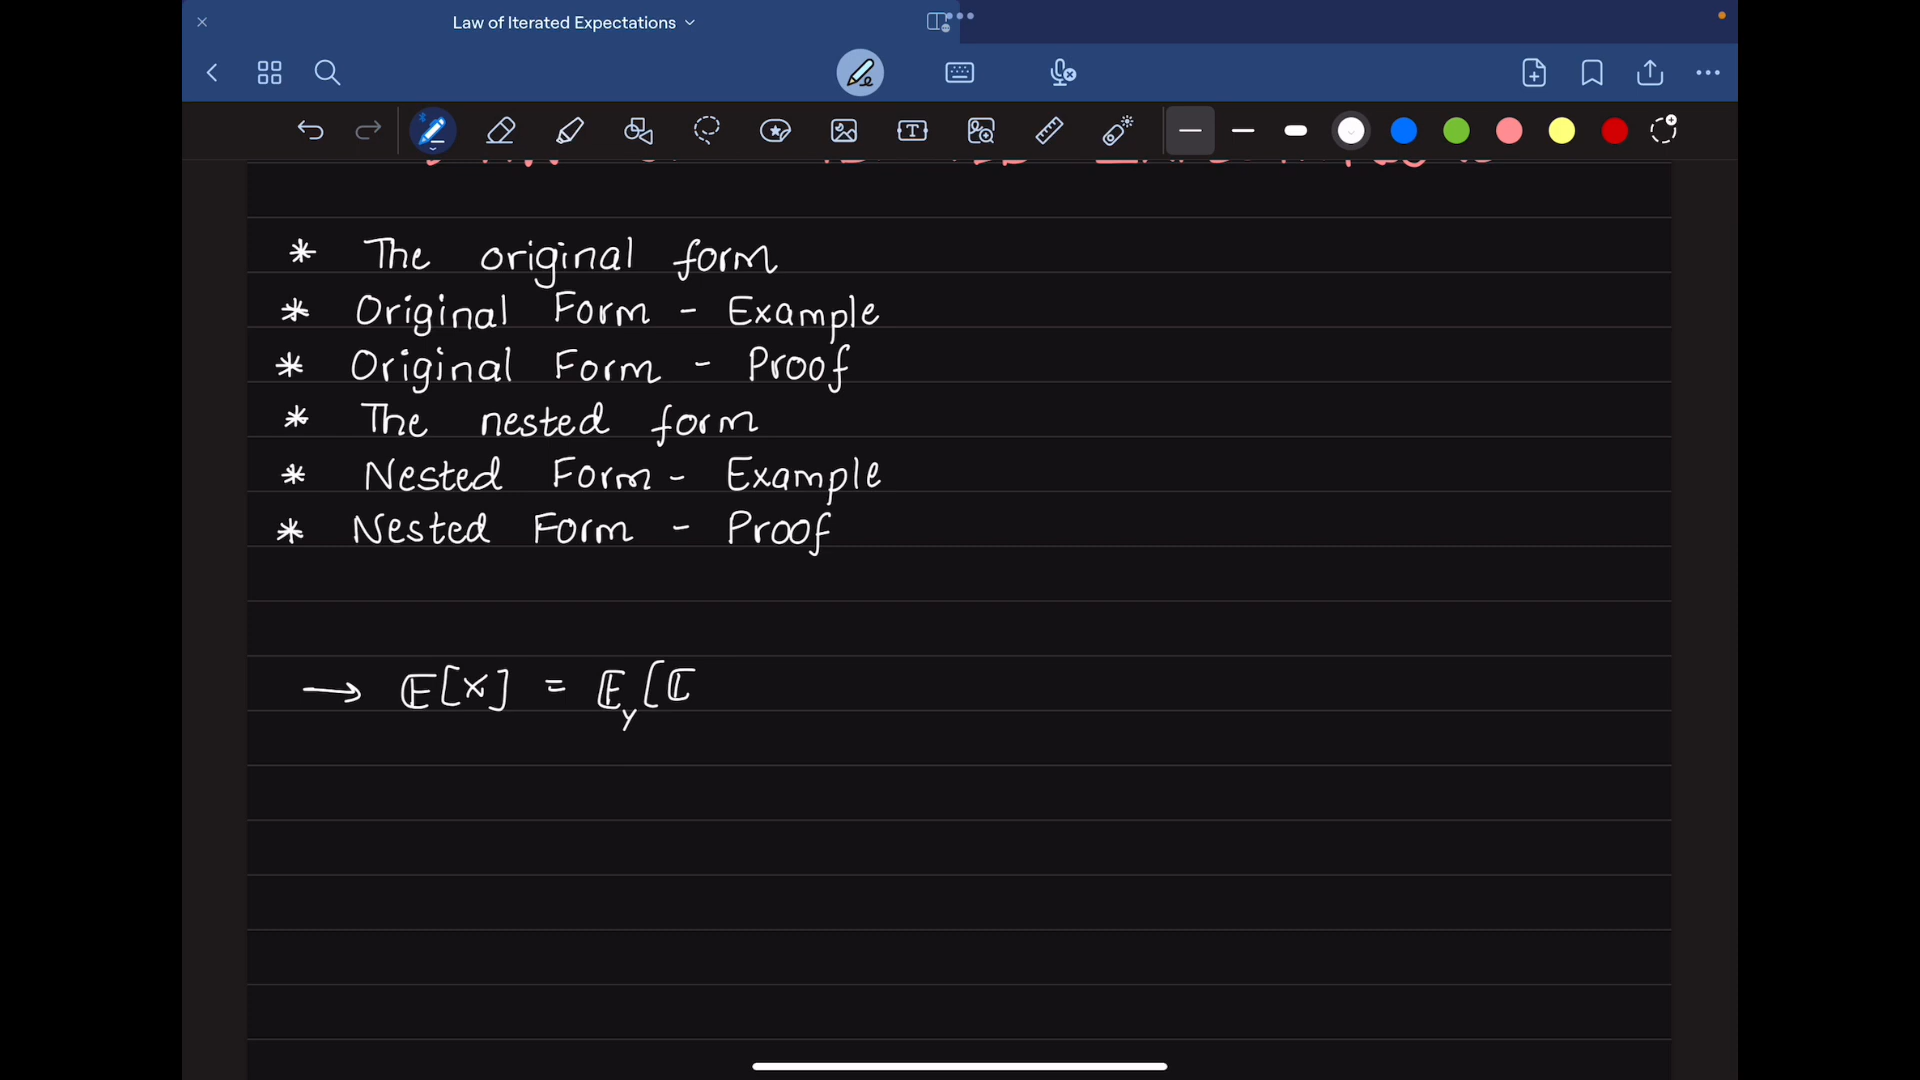 Law of Iterated Expectations
* The original form
* Original Form - Example
* Original Form - Proof
* The nested form
* Nested Form - Example
* Nested Form - Proof
→ 𝔼[X] = 𝔼_Y[𝔼